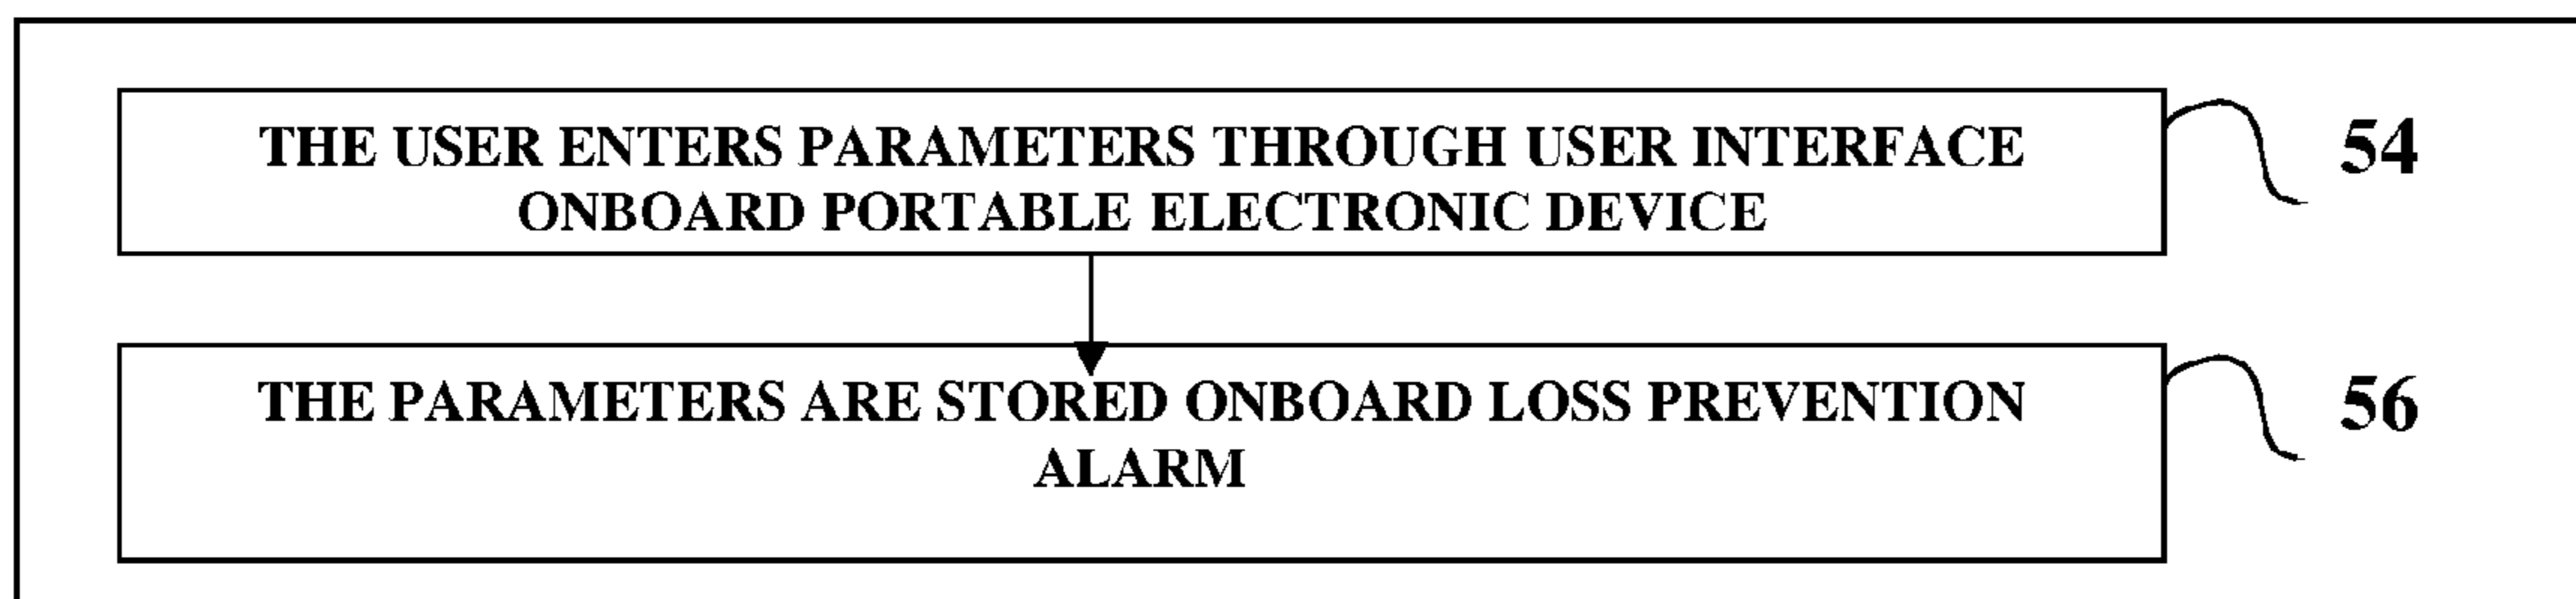 THE USER ENTERS PARAMETERS THROUGH USER INTERFACE
ONBOARD PORTABLE ELECTRONIC DEVICE
54
THE PARAMETERS ARE STORED ONBOARD LOSS PREVENTION
ALARM
56